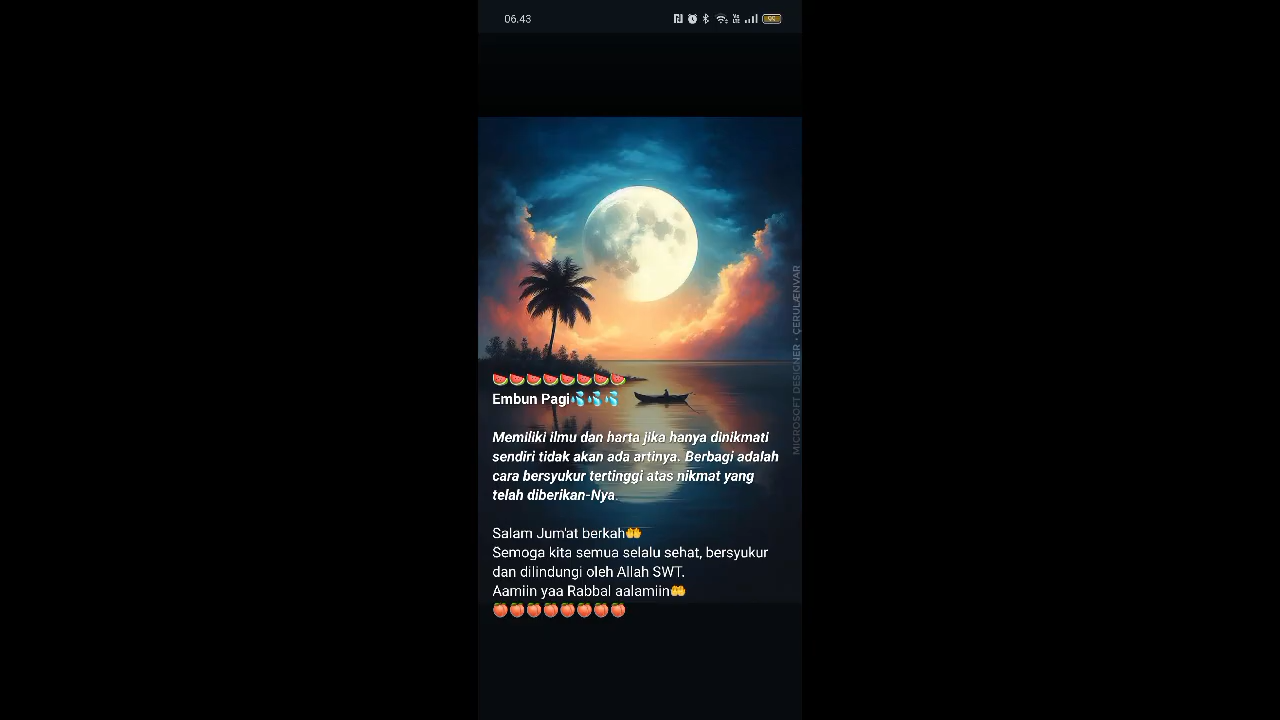 06.43
🍉🍉🍉🍉🍉🍉🍉🍉
Embun Pagi💦💦💦
Memiliki ilmu dan harta jika hanya dinikmati
sendiri tidak akan ada artinya. Berbagi adalah
cara bersyukur tertinggi atas nikmat yang
telah diberikan-Nya.
Salam Jum'at berkah🤲
Semoga kita semua selalu sehat, bersyukur
dan dilindungi oleh Allah SWT.
Aamiin yaa Rabbal aalamiin🤲
🍑🍑🍑🍑🍑🍑🍑🍑
MICROSOFT DESIGNER • CERULÆNVAR